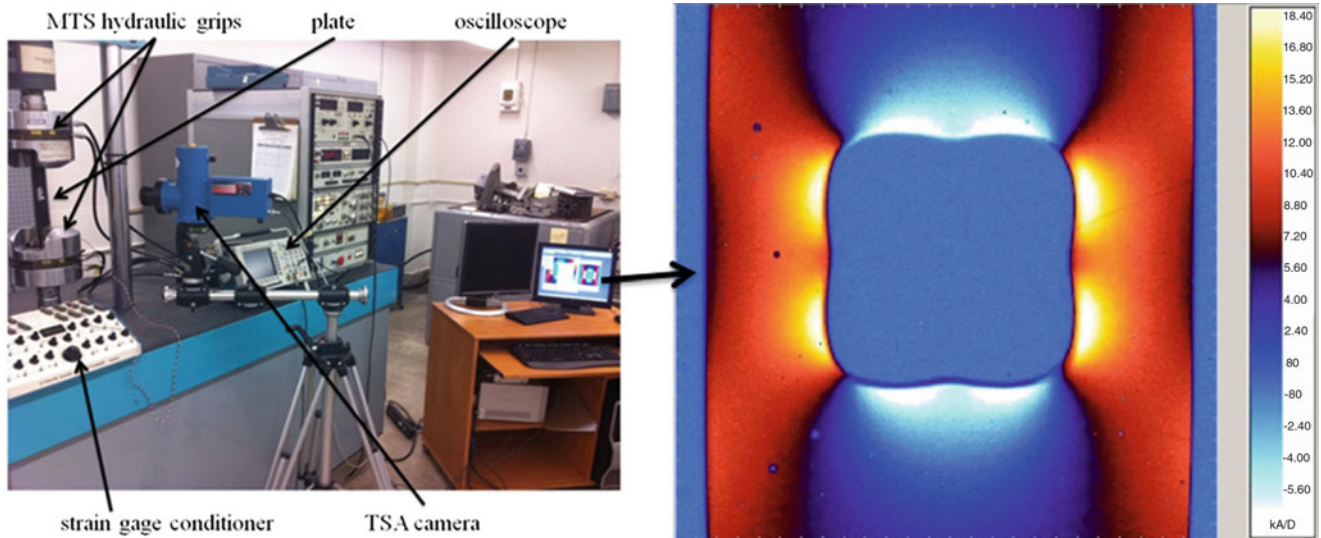 MTS hydraulic grips
plate
oscilloscope
strain gage conditioner
TSA camera
18.40
16.80
15.20
13.60
12.00
10.40
8.80
7.20
5.60
4.00
2.40
80
-80
-2.40
-4.00
-5.60
kA/D